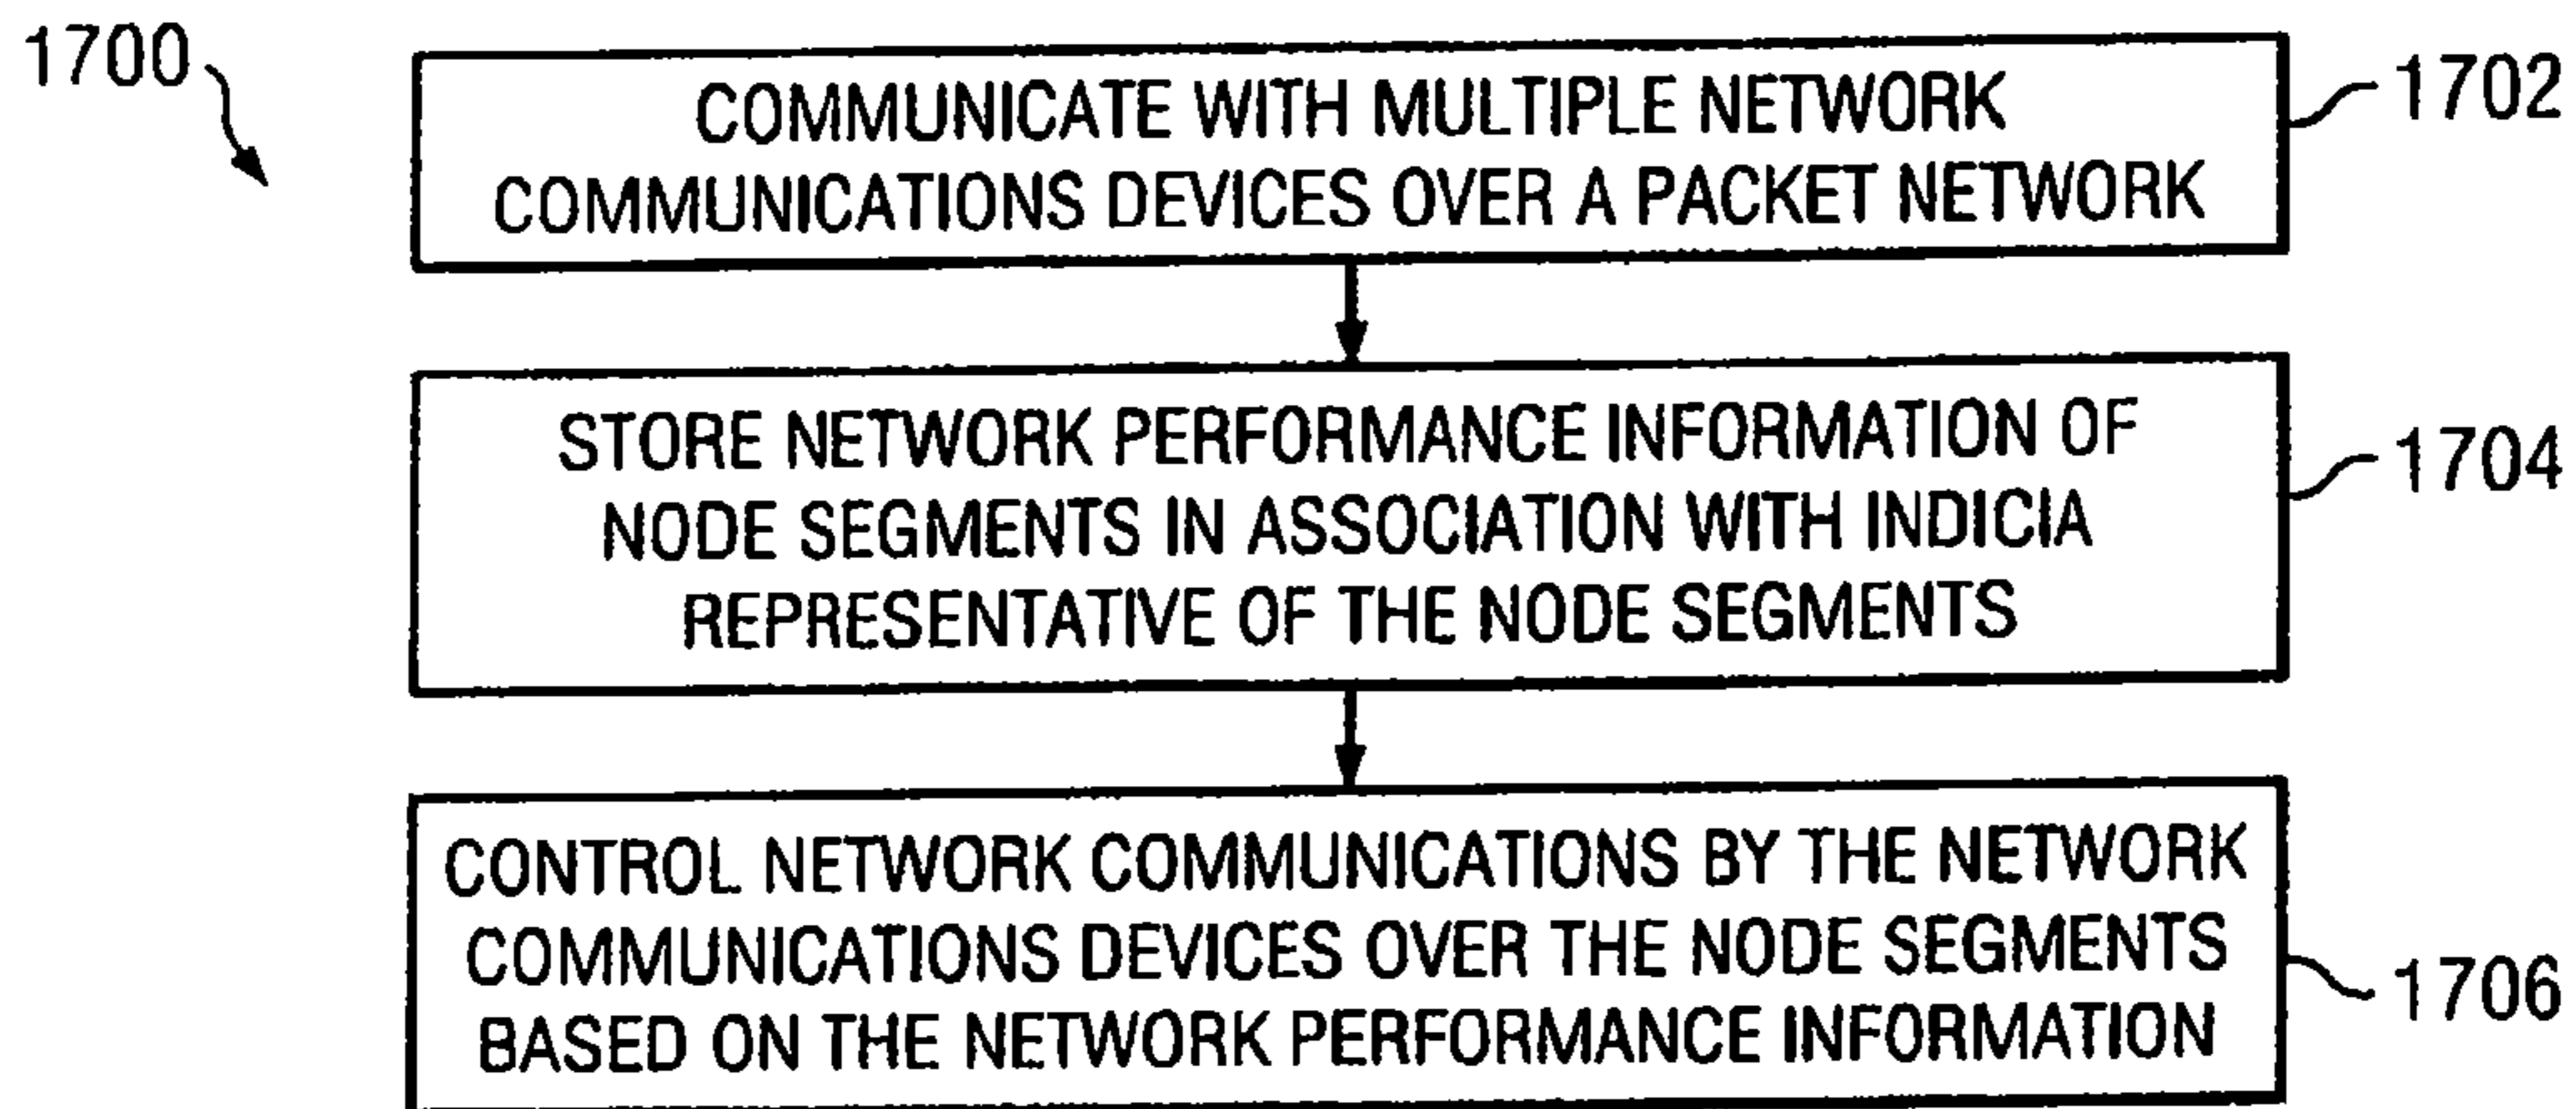 1700
COMMUNICATE WITH MULTIPLE NETWORK
COMMUNICATIONS DEVICES OVER A PACKET NETWORK
1702
STORE NETWORK PERFORMANCE INFORMATION OF
NODE SEGMENTS IN ASSOCIATION WITH INDICIA
REPRESENTATIVE OF THE NODE SEGMENTS
1704
CONTROL NETWORK COMMUNICATIONS BY THE NETWORK
COMMUNICATIONS DEVICES OVER THE NODE SEGMENTS
BASED ON THE NETWORK PERFORMANCE INFORMATION
1706